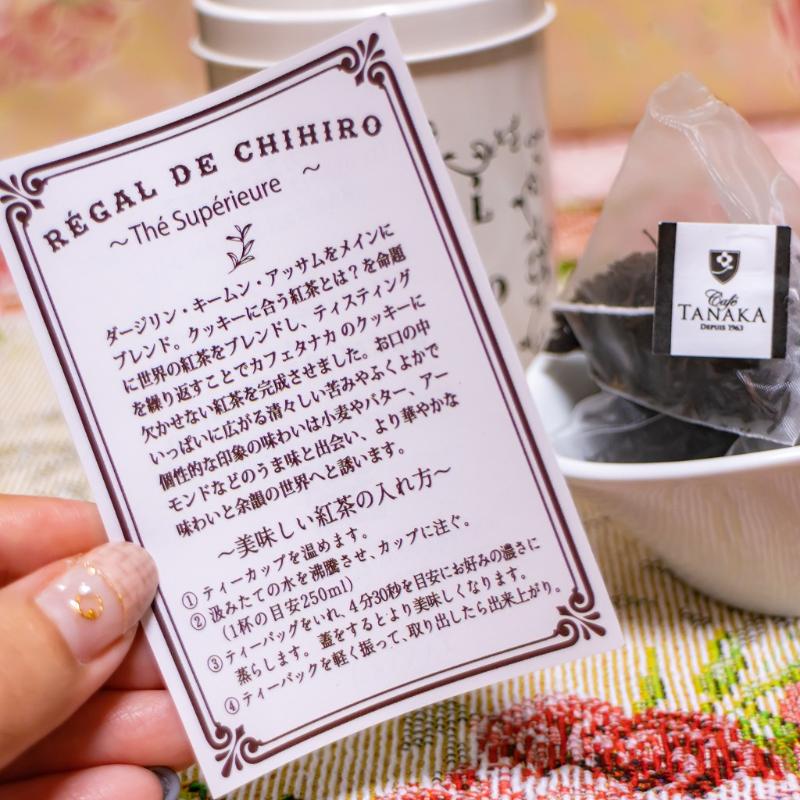 RÉGAL DE CHIHIRO
～Thé Supérieure ～
ダージリン・キームン・アッサムをメインに
ブレンド。クッキーに合う紅茶とは？を命題
に世界の紅茶をブレンドし、ティスティング
を繰り返すことでカフェタナカのクッキーに
欠かせない紅茶を完成させました。お口の中
いっぱいに広がる清々しい苦みやふくよかで
個性的な印象の味わいは小麦やバター、アー
モンドなどのうま味と出会い、より華やかな
味わいと余韻の世界へと誘います。
～美味しい紅茶の入れ方～
①ティーカップを温めます。
②汲みたての水を沸騰させ、カップに注ぐ。
(1杯の目安250ml)
③ティーバッグをいれ、4分30秒を目安にお好みの濃さに
蒸らします。蓋をするとより美味しくなります。
④ティーバックを軽く振って、取り出したら出来上がり。
Café
TANAKA
DEPUIS 1963